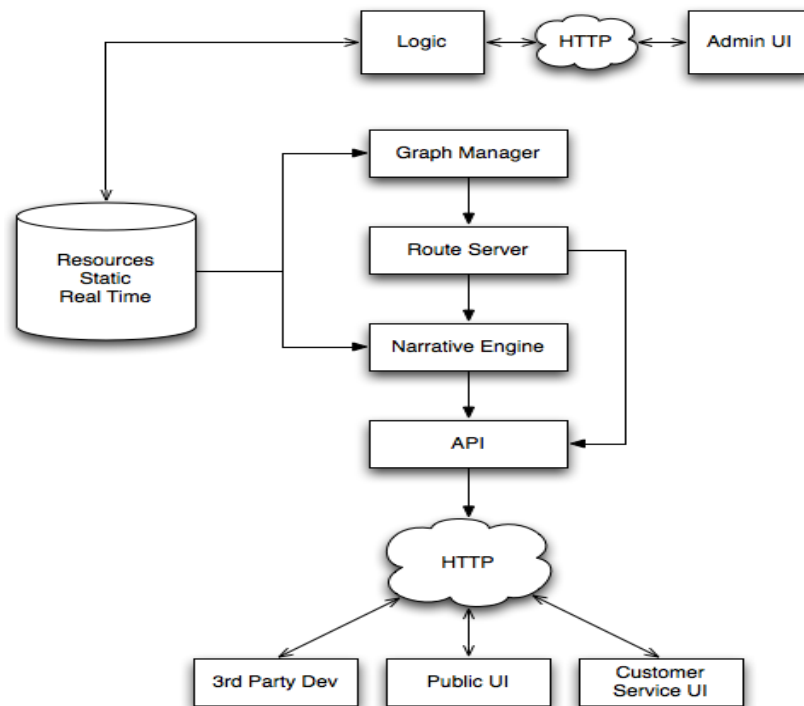 Logic
HTTP
Admin UI
Graph Manager
Resources
Static
Real Time
Route Server
Narrative Engine
API
HTTP
3rd Party Dev
Public UI
Customer
Service UI